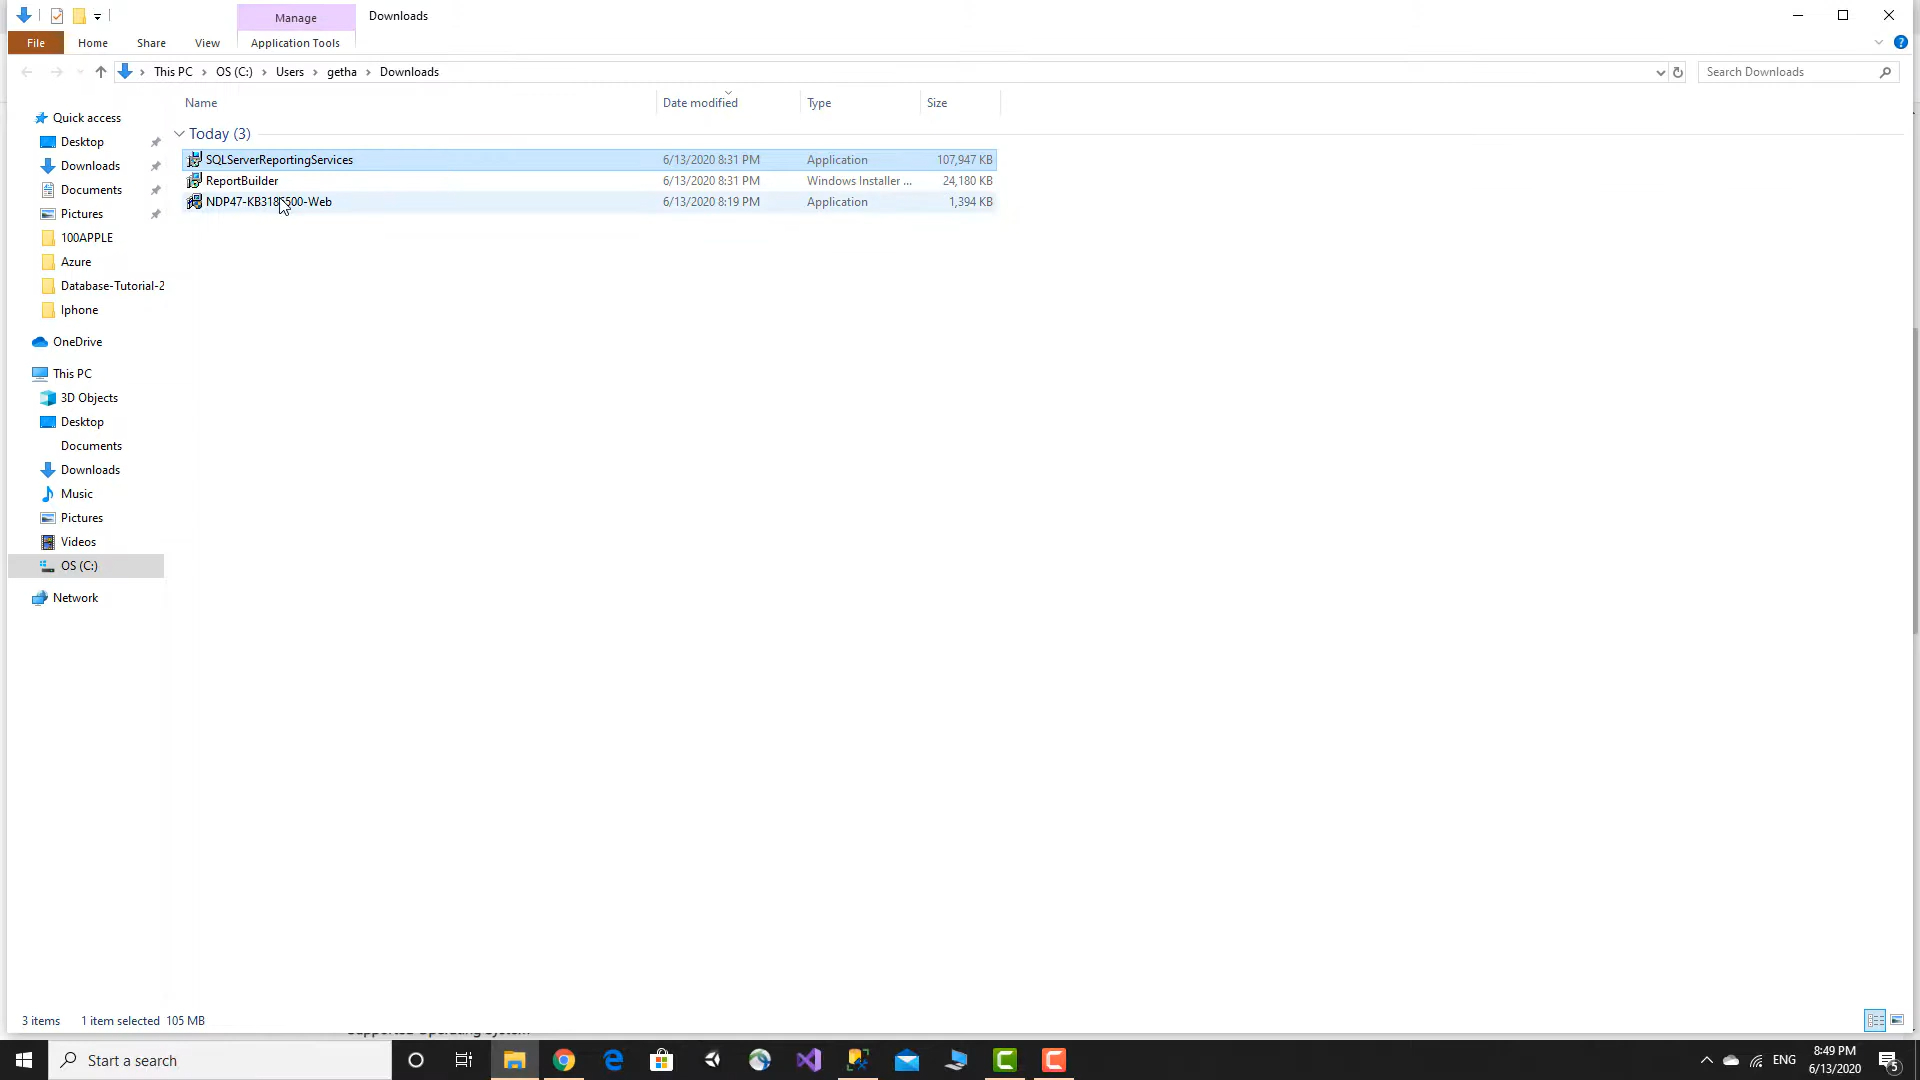 Manage
Downloads
File
Home
Share
View
Application Tools
This PC
OS (C:)
Users
getha
Downloads
Search Downloads
Name
Date modified
Type
Size
Quick access
Desktop
Downloads
Documents
Pictures
100APPLE
Azure
Database-Tutorial-2
Iphone
OneDrive
This PC
3D Objects
Desktop
Documents
Downloads
Music
Pictures
Videos
OS (C:)
Network
Today (3)
SQLServerReportingServices 6/13/2020 8:31 PM Application 107,947 KB
ReportBuilder 6/13/2020 8:31 PM Windows Installer ... 24,180 KB
6/13/2020 8:19 PM Application 1,394 KB
3 items 1 item selected 105 MB
Start a search
ENG
8:49 PM
6/13/2020
5